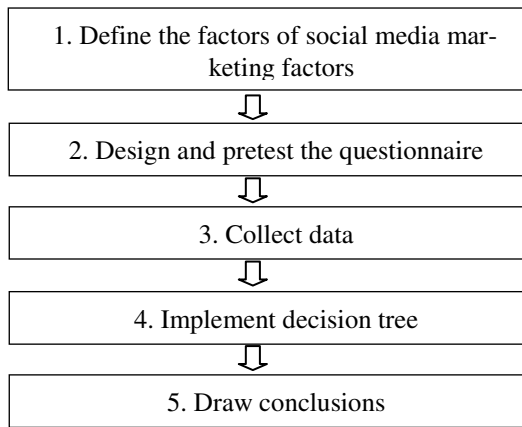 1. Define the factors of social media mar-
keting factors
2. Design and pretest the questionnaire
3. Collect data
4. Implement decision tree
5. Draw conclusions